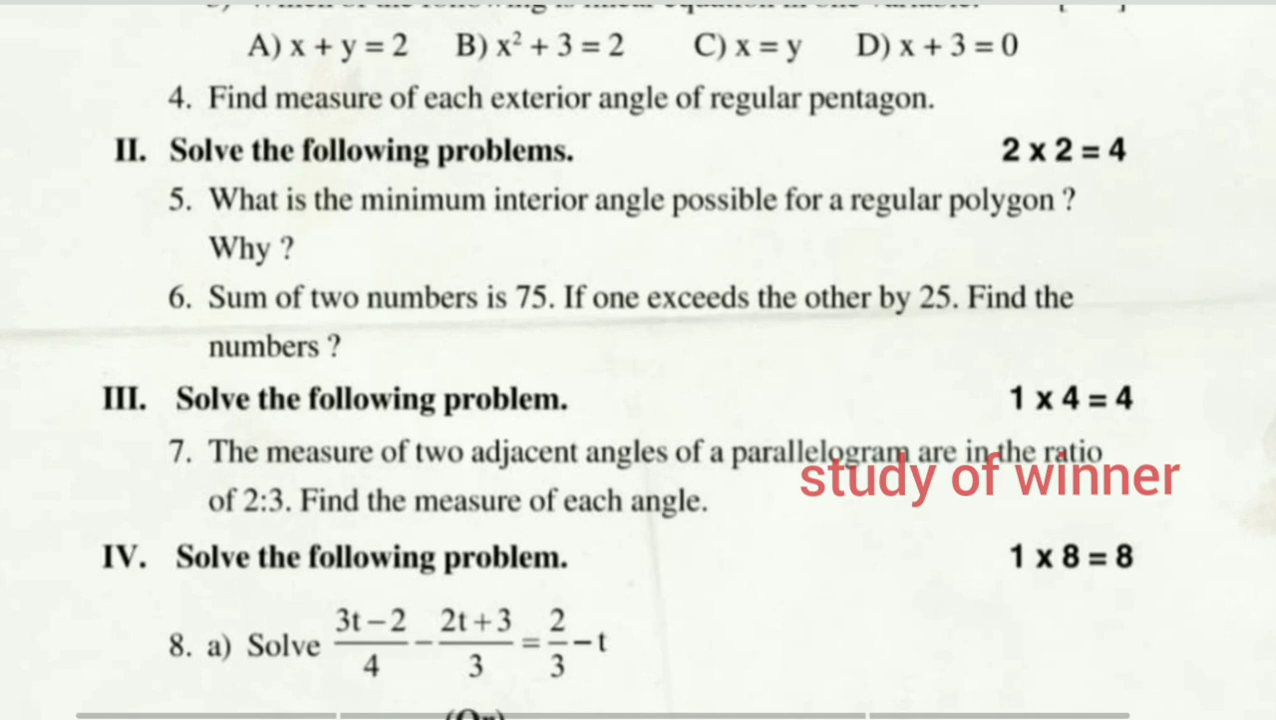 A) x + y = 2 B) x² + 3 = 2 C) x = y D) x + 3 = 0
4. Find measure of each exterior angle of regular pentagon.
II. Solve the following problems. 2 x 2 = 4
5. What is the minimum interior angle possible for a regular polygon ?
Why ?
6. Sum of two numbers is 75. If one exceeds the other by 25. Find the
numbers ?
III. Solve the following problem. 1 x 4 = 4
7. The measure of two adjacent angles of a parallelogram are in the ratio
study of winner
of 2:3. Find the measure of each angle.
IV. Solve the following problem. 1 x 8 = 8
8. a) Solve (3t – 2)/4 – (2t + 3)/3 = 2/3 – t